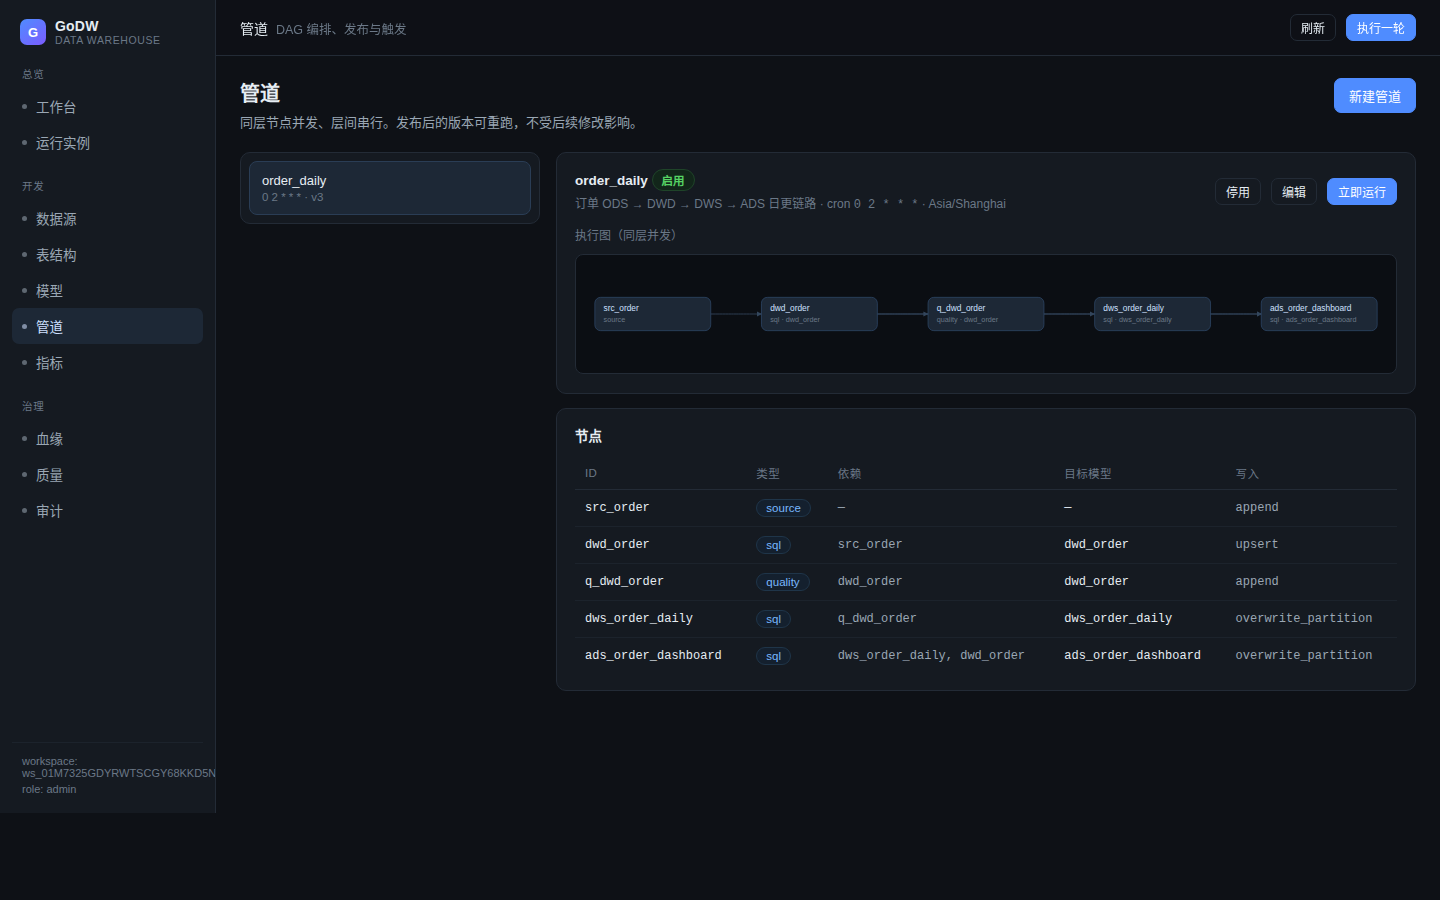 G
GoDW
DATA WAREHOUSE
总览
工作台
运行实例
开发
数据源
表结构
模型
管道
指标
治理
血缘
质量
审计
workspace:
ws_01M7325GDYRWTSCGY68KKD5N
role: admin
管道 DAG 编排、发布与触发
刷新 执行一轮
管道
同层节点并发、层间串行。发布后的版本可重跑，不受后续修改影响。
新建管道
order_daily
0 2 * * * · v3
order_daily 启用
订单 ODS → DWD → DWS → ADS 日更链路 · cron 0 2 * * * · Asia/Shanghai
停用 编辑 立即运行
执行图（同层并发）
src_order
source
dwd_order
sql · dwd_order
q_dwd_order
quality · dwd_order
dws_order_daily
sql · dws_order_daily
ads_order_dashboard
sql · ads_order_dashboard
节点
ID 类型 依赖 目标模型 写入
src_order source — — append
dwd_order sql src_order dwd_order upsert
q_dwd_order quality dwd_order dwd_order append
dws_order_daily sql q_dwd_order dws_order_daily overwrite_partition
ads_order_dashboard sql dws_order_daily, dwd_order ads_order_dashboard overwrite_partition